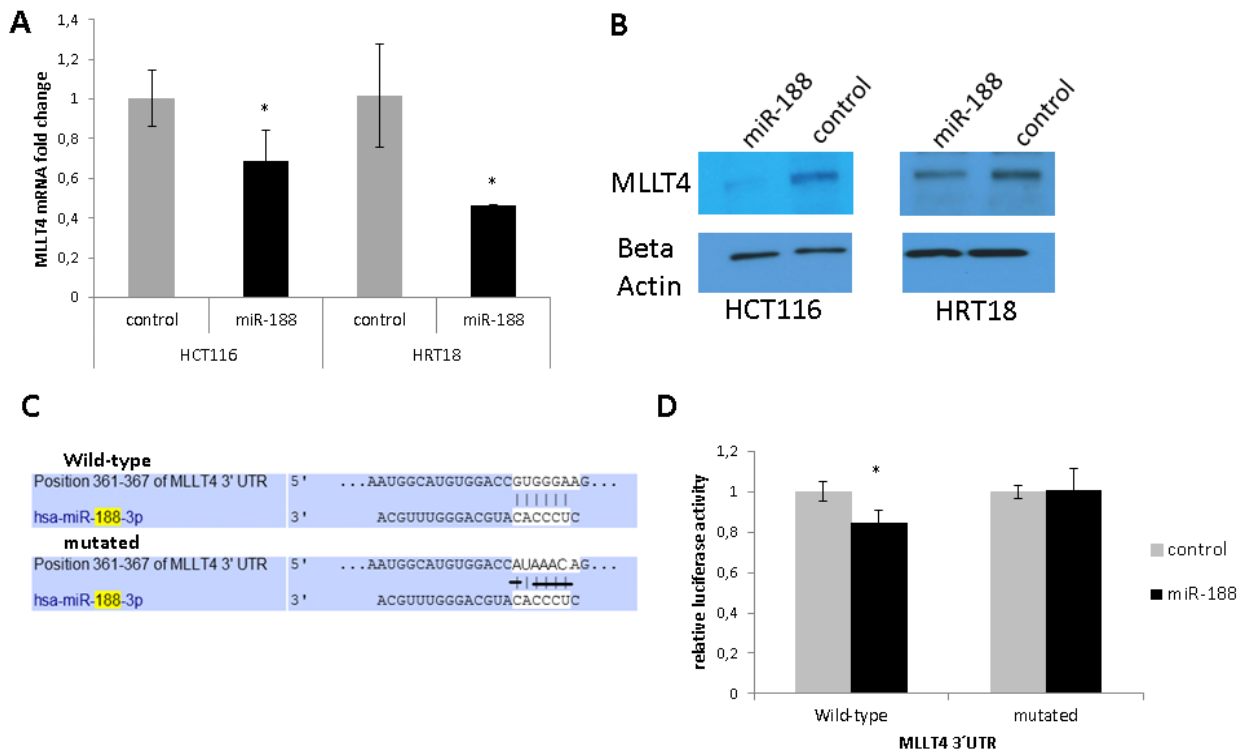 A
MLLT4 mRNA fold change
1,4
1,2
1
0,8
0,6
0,4
0,2
0
*
*
control
miR-188
control
miR-188
HCT116
HRT18
B
miR-188
control
miR-188
control
MLLT4
Beta
Actin
HCT116
HRT18
C
Wild-type
Position 361-367 of MLLT4 3' UTR 5' ...AAUGGCAUGUGGACCGUGGGAAG...
hsa-miR-188-3p 3' ACGUUUGGGACGUACACCCUC
mutated
Position 361-367 of MLLT4 3' UTR 5' ...AAUGGCAUGUGGACCAUAAACAG...
hsa-miR-188-3p 3' ACGUUUGGGACGUACACCCUC
D
relative luciferase activity
1,2
1
0,8
0,6
0,4
0,2
0
*
Wild-type
mutated
MLLT4 3´UTR
control
miR-188